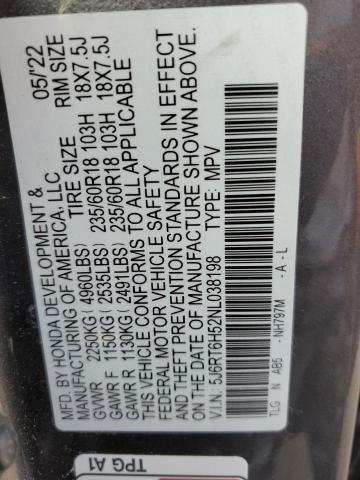 MFD. BY HONDA DEVELOPMENT & 05/'22
MANUFACTURING OF AMERICA, LLC
TIRE SIZE RIM SIZE
GVWR 2250KG (4960LBS)
GAWR F 1150KG (2535LBS) 235/60R18 103H 18X7.5J
GAWR R 1130KG (2491LBS) 235/60R18 103H 18X7.5J
THIS VEHICLE CONFORMS TO ALL APPLICABLE
FEDERAL MOTOR VEHICLE SAFETY
AND THEFT PREVENTION STANDARDS IN EFFECT
ON THE DATE OF MANUFACTURE SHOWN ABOVE.
V.I.N.: 5J6RT6H52NL038198 TYPE: MPV
TLG N AB5 - NH797M - A - L
TPG A1